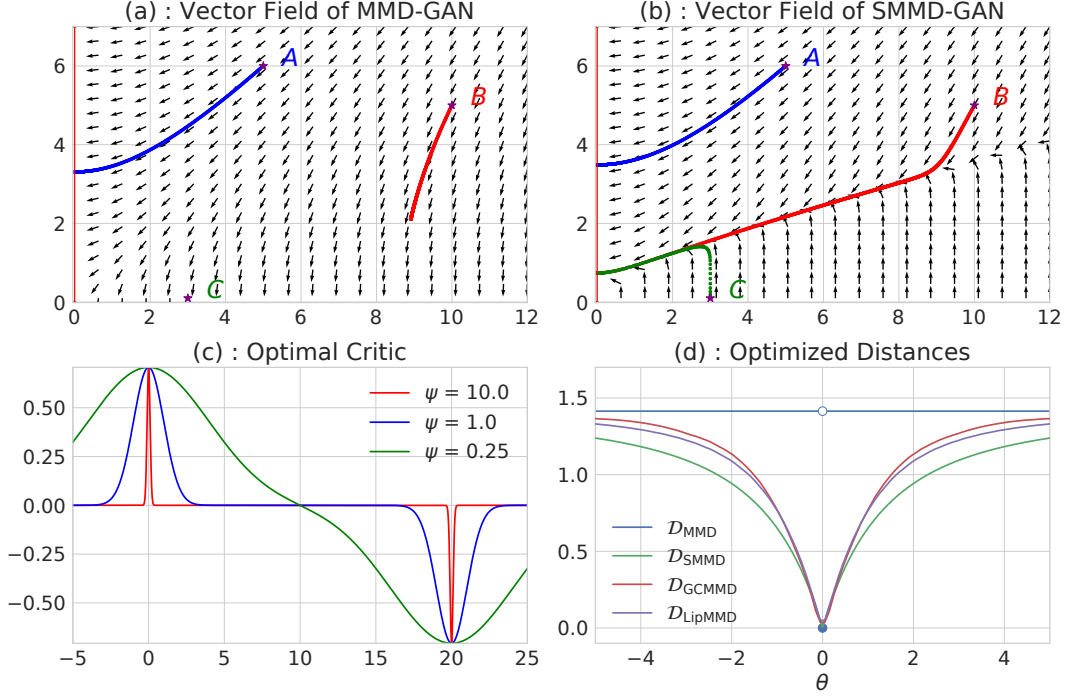 (a) : Vector Field of MMD-GAN
6
4
2
0
A
B
C
0 2 4 6 8 10 12
(b) : Vector Field of SMMD-GAN
6
4
2
0
A
B
C
0 2 4 6 8 10 12
(c) : Optimal Critic
0.50
0.25
0.00
−0.25
−0.50
ψ = 10.0
ψ = 1.0
ψ = 0.25
−5 0 5 10 15 20 25
(d) : Optimized Distances
1.5
1.0
0.5
0.0
𝒟MMD
𝒟SMMD
𝒟GCMMD
𝒟LipMMD
−4 −2 0 2 4
θ